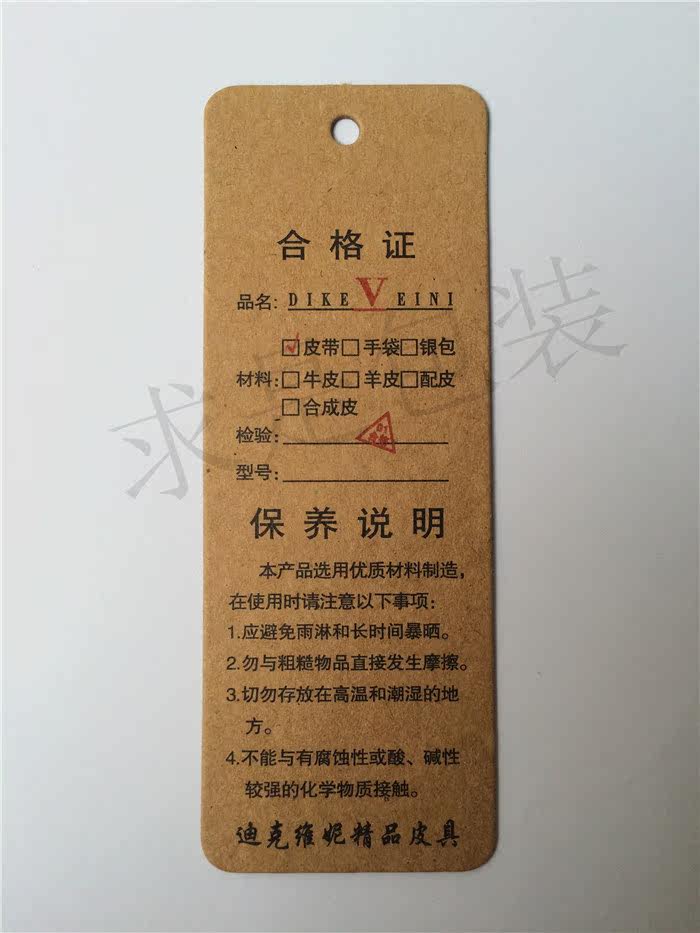 合格证
品名: DIKE V EINI
☑皮带☐手袋☐银包
材料:☐牛皮☐羊皮☐配皮
☐合成皮
检验:
01
型号:
保养说明
本产品选用优质材料制造,
在使用时请注意以下事项:
1.应避免雨淋和长时间暴晒。
2.勿与粗糙物品直接发生摩擦。
3.切勿存放在高温和潮湿的地
方。
4.不能与有腐蚀性或酸、碱性
较强的化学物质接触。
迪克维妮精品皮具